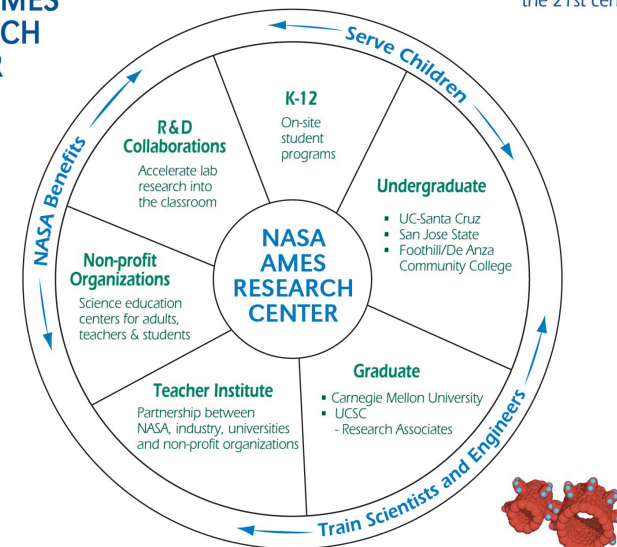 MES
CH
R
the 21st cen
Serve Children
NASA Benefits
Train Scientists and Engineers
K-12
On-site
student
programs
R&D
Collaborations
Accelerate lab
research into
the classroom
Undergraduate
▪ UC-Santa Cruz
▪ San Jose State
▪ Foothill/De Anza
Community College
NASA
AMES
RESEARCH
CENTER
Non-profit
Organizations
Science education
centers for adults,
teachers & students
Graduate
▪ Carnegie Mellon University
▪ UCSC
- Research Associates
Teacher Institute
Partnership between
NASA, industry, universities
and non-profit organizations